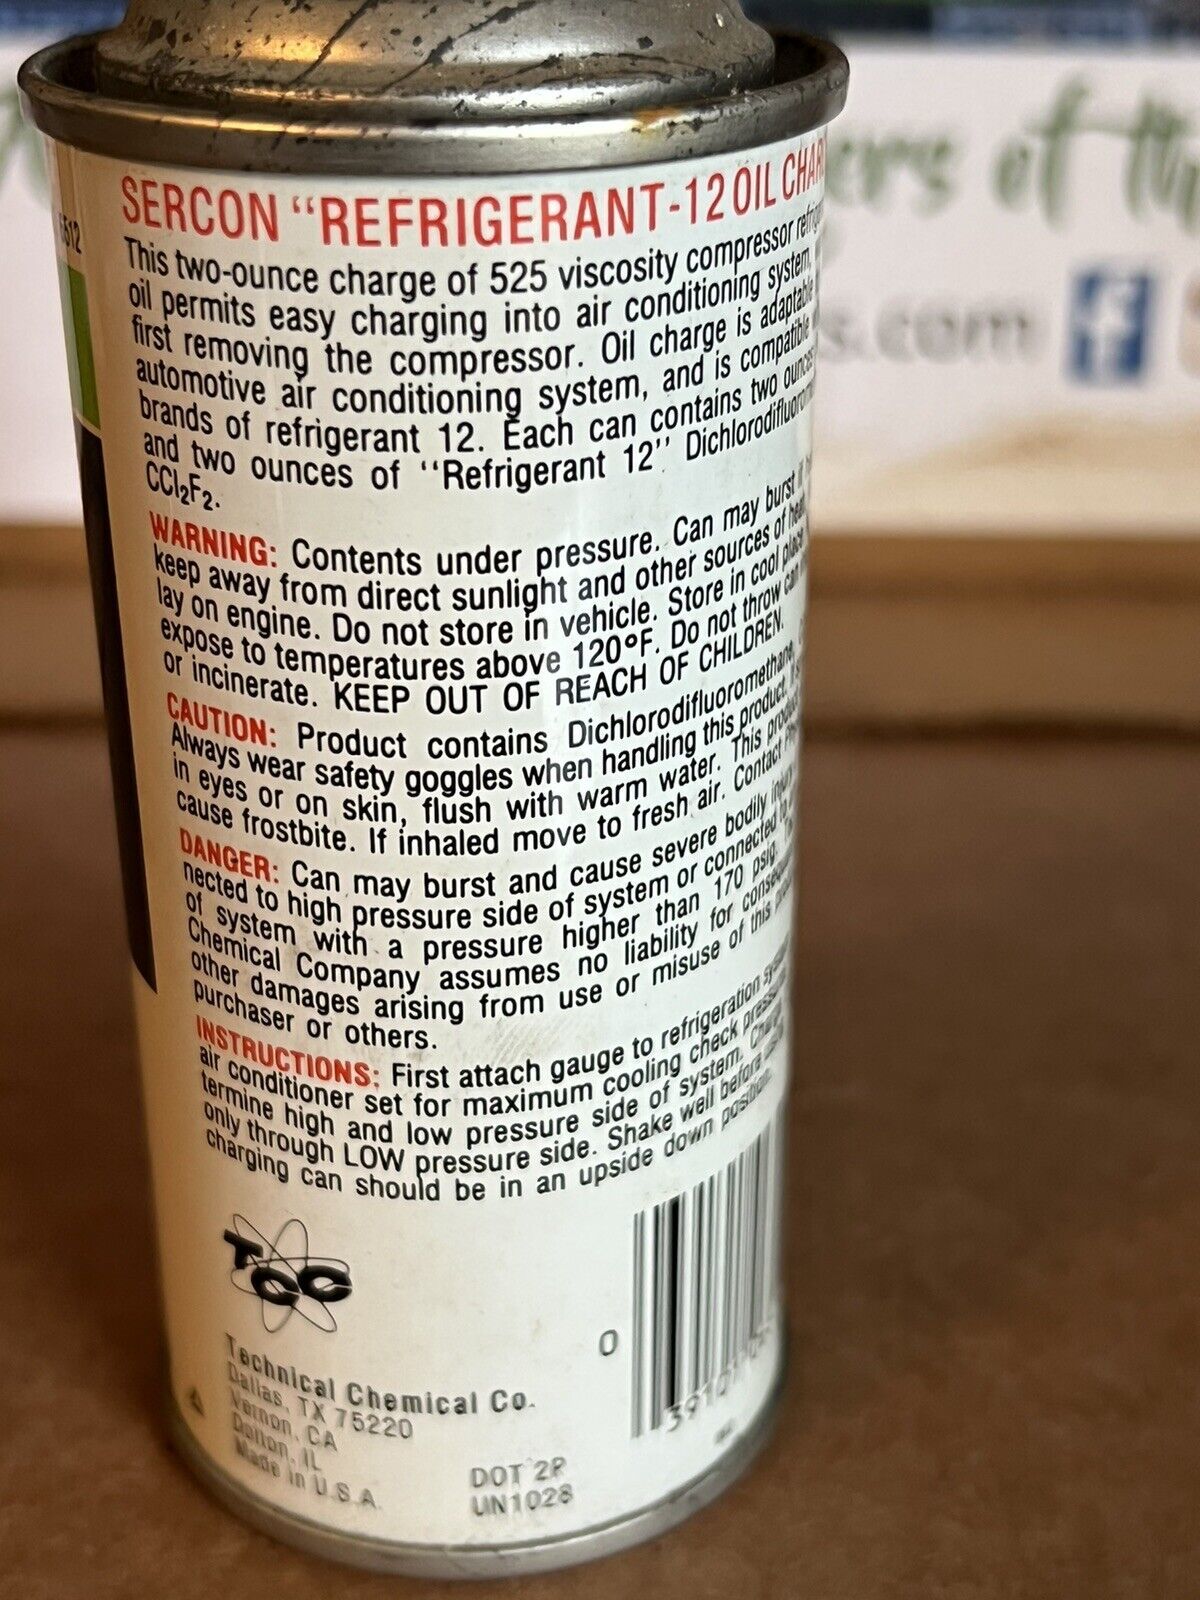 SERCON "REFRIGERANT-12 OIL
This two-ounce charge of 525 viscosity compressor
oil permits easy charging into air conditioning system,
first removing the compressor. Oil charge is adaptable
automotive air conditioning system, and is compatible
brands of refrigerant 12. Each can contains two ounces
and two ounces of "Refrigerant 12"
CCl₂F₂.
WARNING: Contents under pressure. Can may burst if
keep away from direct sunlight and other sources of heat
lay on engine. Do not store in vehicle. Store in cool place
expose to temperatures above 120°F. Do not throw can
or incinerate. KEEP OUT OF REACH OF CHILDREN.
CAUTION: Product contains Dichlorodifluoromethane,
Always wear safety goggles when handling this product.
in eyes or on skin, flush with warm water. This
cause frostbite. If inhaled move to fresh air. Contact
DANGER: Can may burst and cause severe bodily injury
nected to high pressure side of system or connected to
of system with a pressure higher than 170 psig.
Chemical Company assumes no liability for
other damages arising from use or misuse of this
purchaser or others.
INSTRUCTIONS: First attach gauge to refrigeration
air conditioner set for maximum cooling check
termine high and low pressure side of system.
only through LOW pressure side. Shake well before
charging can should be in an upside down position.
TCC
Technical Chemical Co.
Dallas, TX 75220
Vernon, CA
Dolton, IL
Made in U.S.A.
DOT 2P
UN1028
0
of
.com
f